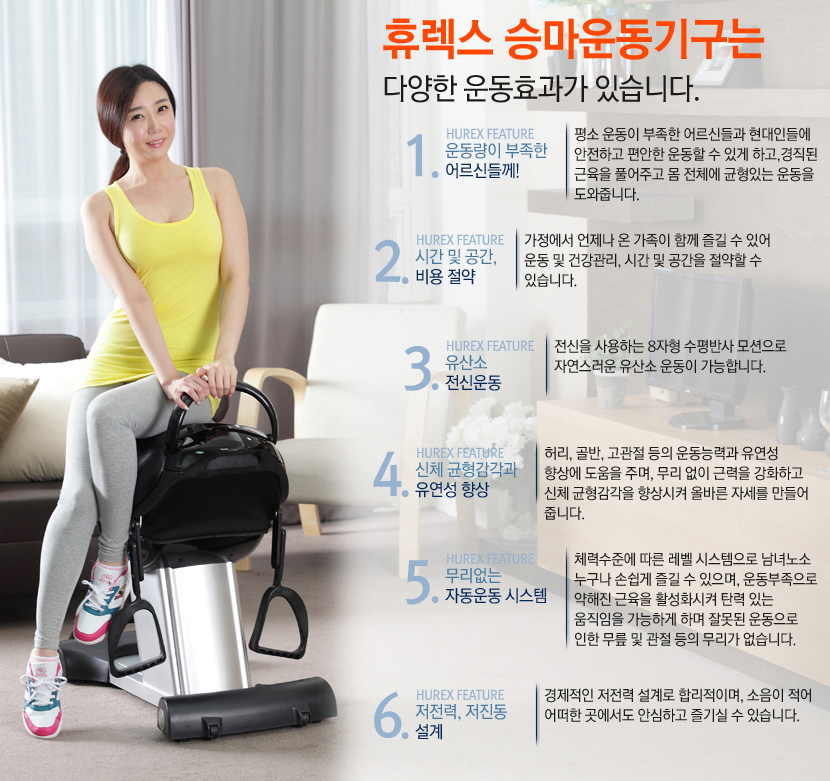 휴렉스 승마운동기구는
다양한 운동효과가 있습니다.
1.
HUREX FEATURE
운동량이 부족한
어르신들께!
평소 운동이 부족한 어르신들과 현대인들에
안전하고 편안한 운동할 수 있게 하고,경직된
근육을 풀어주고 몸 전체에 균형있는 운동을
도와줍니다.
2.
HUREX FEATURE
시간 및 공간,
비용 절약
가정에서 언제나 온 가족이 함께 즐길 수 있어
운동 및 건강관리, 시간 및 공간을 절약할 수
있습니다.
3.
HUREX FEATURE
유산소
전신운동
전신을 사용하는 8자형 수평반사 모션으로
자연스러운 유산소 운동이 가능합니다.
4.
HUREX FEATURE
신체 균형감각과
유연성 향상
허리, 골반, 고관절 등의 운동능력과 유연성
향상에 도움을 주며, 무리 없이 근력을 강화하고
신체 균형감각을 향상시켜 올바른 자세를 만들어
줍니다.
5.
HUREX FEATURE
무리없는
자동운동 시스템
체력수준에 따른 레벨 시스템으로 남녀노소
누구나 손쉽게 즐길 수 있으며, 운동부족으로
약해진 근육을 활성화시켜 탄력 있는
움직임을 가능하게 하며 잘못된 운동으로
인한 무릎 및 관절 등의 무리가 없습니다.
6.
HUREX FEATURE
저전력, 저진동
설계
경제적인 저전력 설계로 합리적이며, 소음이 적어
어떠한 곳에서도 안심하고 즐기실 수 있습니다.